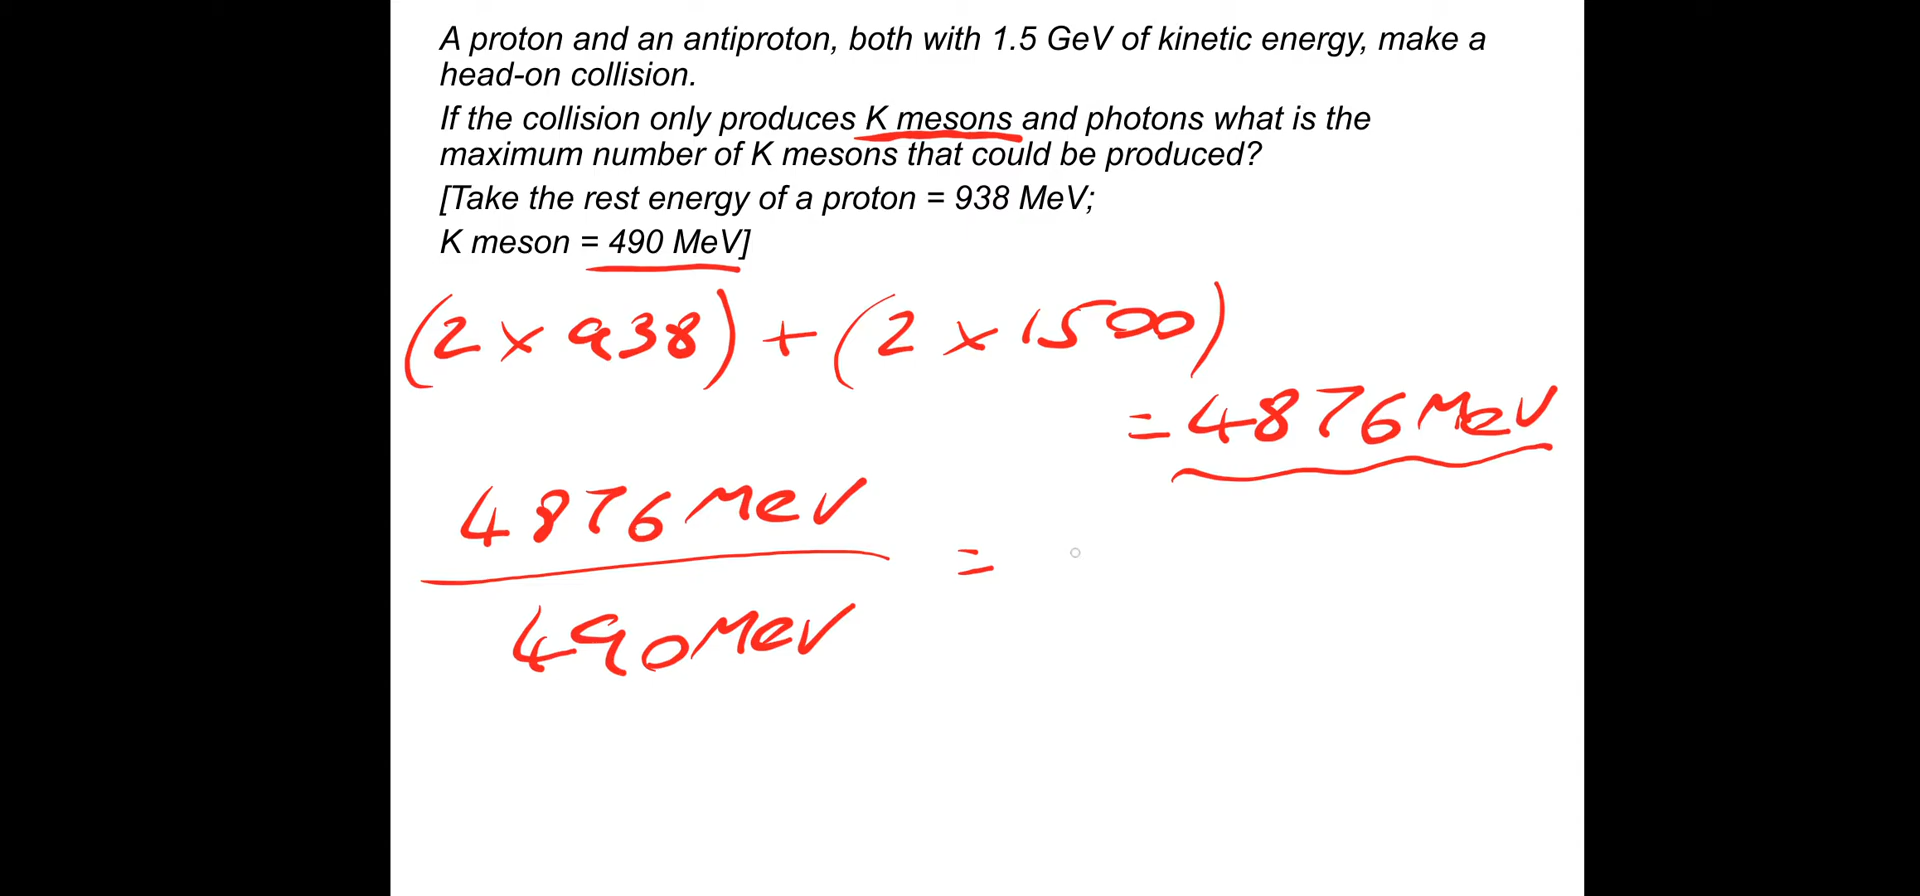 A proton and an antiproton, both with 1.5 GeV of kinetic energy, make a
head-on collision.
If the collision only produces K mesons and photons what is the
maximum number of K mesons that could be produced?
[Take the rest energy of a proton = 938 MeV;
K meson = 490 MeV]
(2 x 938) + (2 x 1500)
= 4876 MeV
4876 MeV
=
490 MeV